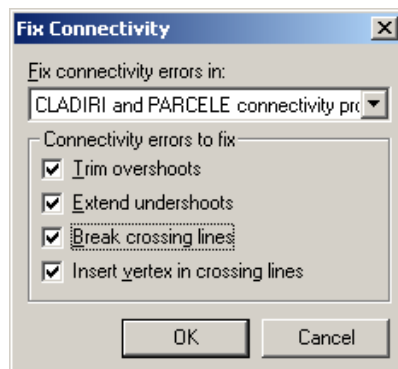 Fix Connectivity
Fix connectivity errors in:
CLADIRI and PARCELE connectivity
Connectivity errors to fix
Trim overshoots
Extend undershoots
Break crossing lines
Insert vertex in crossing lines
OK Cancel